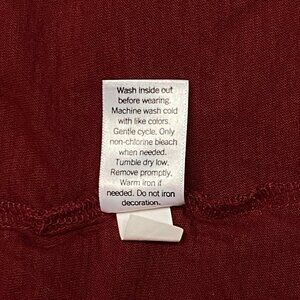 Wash inside out
before wearing.
Machine wash cold
with like colors.
Gentle cycle. Only
non-chlorine bleach
when needed.
Tumble dry low.
Remove promptly.
Warm iron if
needed. Do not iron
decoration.